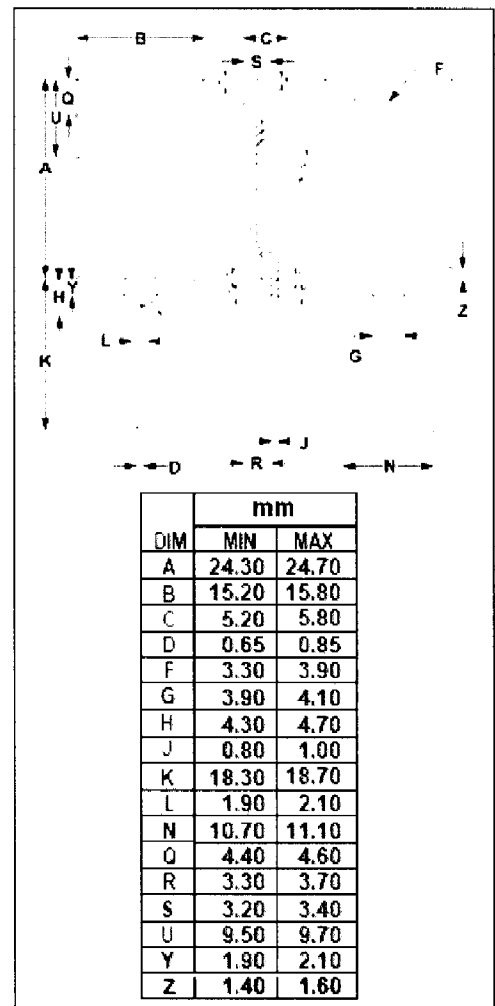 B C
S F
Q
U
A
H Y
Z
L G
K
J
D R N
mm
DIM MIN MAX
A 24.30 24.70
B 15.20 15.80
C 5.20 5.80
D 0.65 0.85
F 3.30 3.90
G 3.90 4.10
H 4.30 4.70
J 0.80 1.00
K 18.30 18.70
L 1.90 2.10
N 10.70 11.10
Q 4.40 4.60
R 3.30 3.70
S 3.20 3.40
U 9.50 9.70
Y 1.90 2.10
Z 1.40 1.60